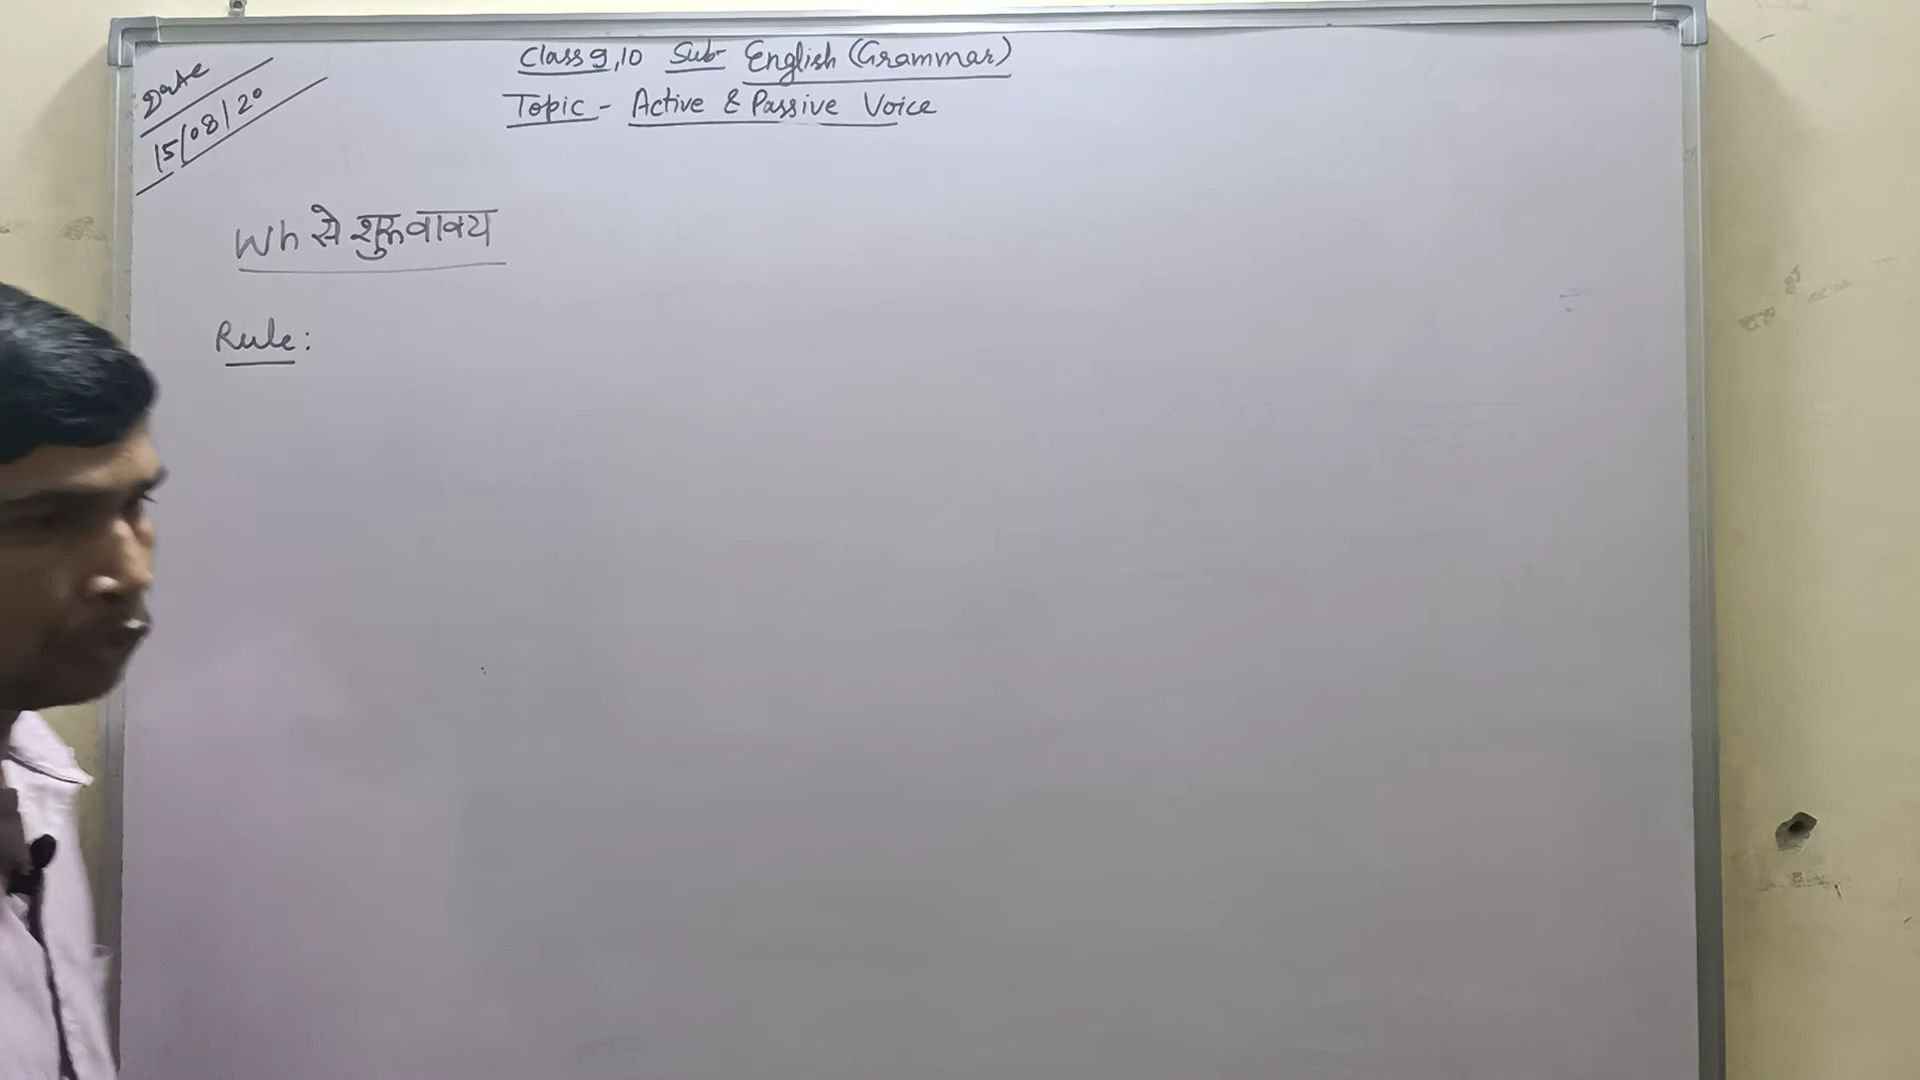 Date
15/08/20
Class 9,10 Sub- English (Grammar)
Topic - Active & Passive Voice
Wh से शुरू वाक्य
Rule: